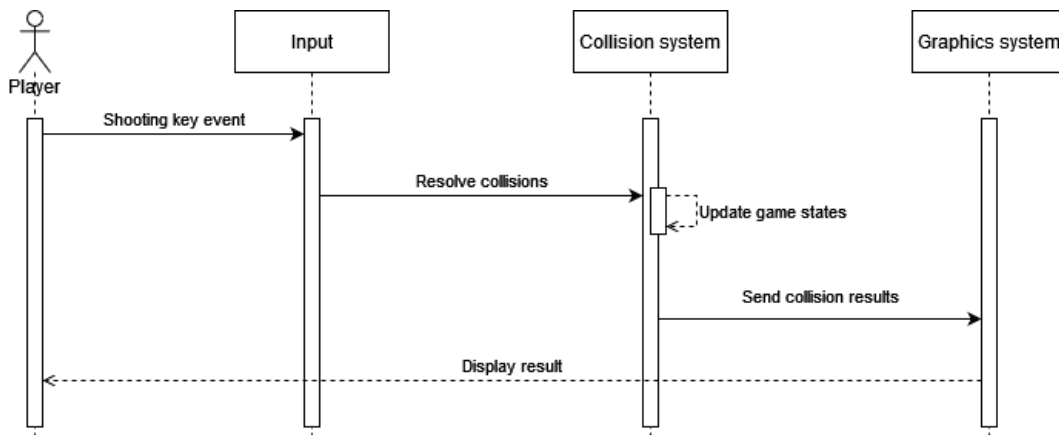 Player
Input
Collision system
Graphics system
Shooting key event
Resolve collisions
Update game states
Send collision results
Display result